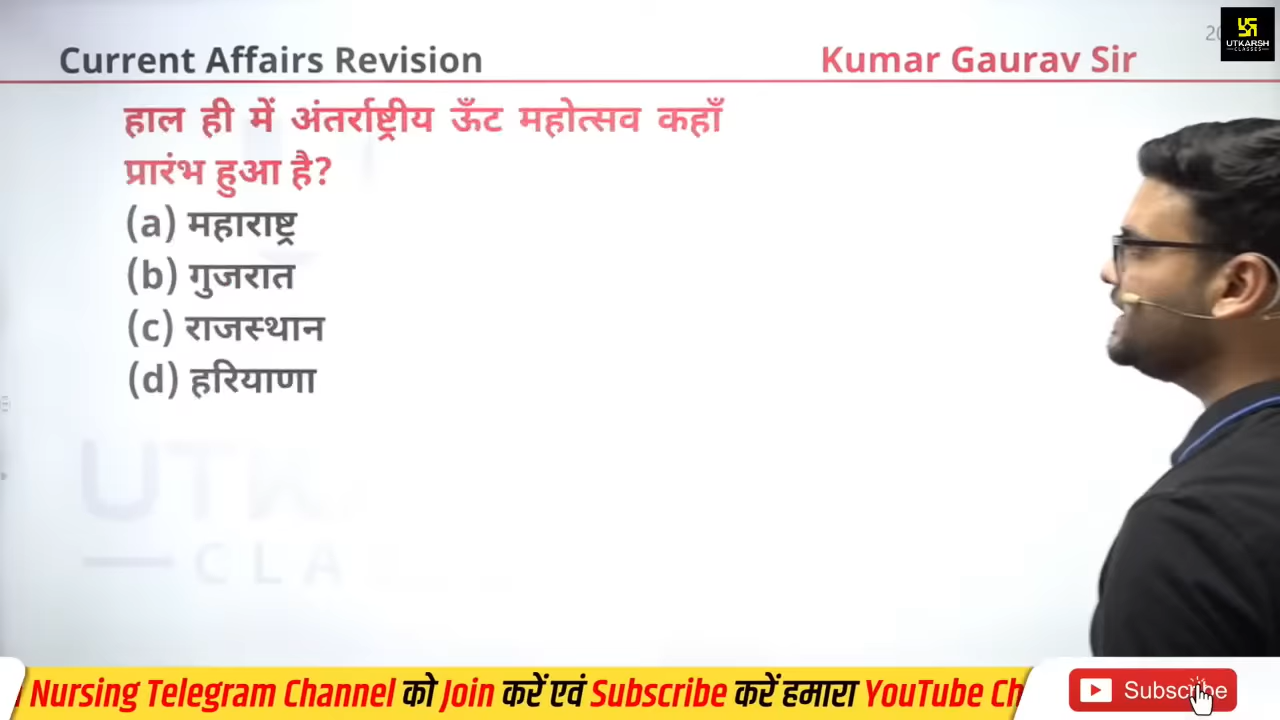 Current Affairs Revision
Kumar Gaurav Sir
UTKARSH
CLASSES
हाल ही में अंतर्राष्ट्रीय ऊँट महोत्सव कहाँ
प्रारंभ हुआ है?
(a) महाराष्ट्र
(b) गुजरात
(c) राजस्थान
(d) हरियाणा
Nursing Telegram Channel को Join करें एवं Subscribe करें हमारा YouTube Ch
Subscribe